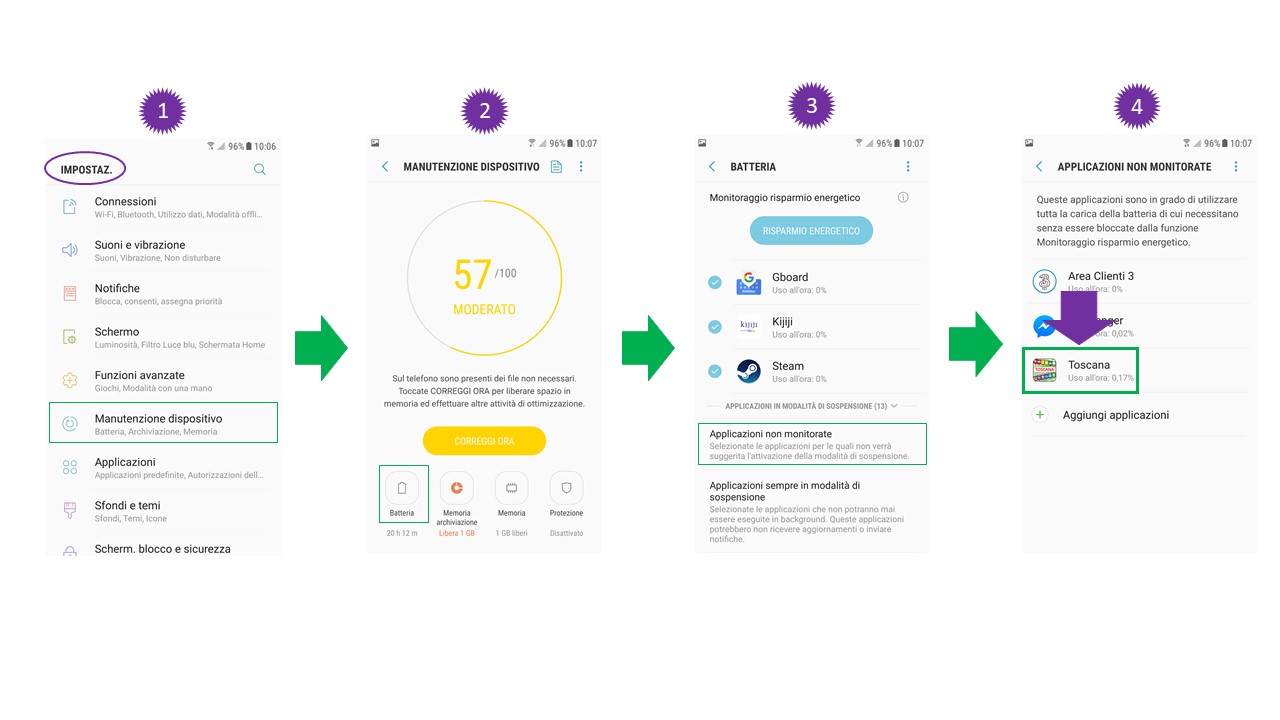 1
96% 10:06
IMPOSTAZ.
Connessioni
Wi-Fi, Bluetooth, Utilizzo dati, Modalità offli...
Suoni e vibrazione
Suoni, Vibrazione, Non disturbare
Notifiche
Blocca, consenti, assegna priorità
Schermo
Luminosità, Filtro Luce blu, Schermata Home
Funzioni avanzate
Giochi, Modalità con una mano
Manutenzione dispositivo
Batteria, Archiviazione, Memoria
Applicazioni
Applicazioni predefinite, Autorizzazioni dell...
Sfondi e temi
Sfondi, Temi, Icone
Scherm. blocco e sicurezza
2
96% 10:07
MANUTENZIONE DISPOSITIVO
57 /100
MODERATO
Sul telefono sono presenti dei file non necessari.
Toccate CORREGGI ORA per liberare spazio in
memoria ed effettuare altre attività di ottimizzazione.
CORREGGI ORA
Batteria
20 h 12 m
Memoria
archiviazione
Libera 1 GB
Memoria
1 GB liberi
Protezione
Disattivato
3
96% 10:07
BATTERIA
Monitoraggio risparmio energetico
RISPARMIO ENERGETICO
Gboard
Uso all'ora: 0%
kijiji
Kijiji
Uso all'ora: 0%
Steam
Uso all'ora: 0%
APPLICAZIONI IN MODALITÀ DI SOSPENSIONE (13)
Applicazioni non monitorate
Selezionate le applicazioni per le quali non verrà
suggerita l'attivazione della modalità di sospensione.
Applicazioni sempre in modalità di
sospensione
Selezionate le applicazioni che non potranno mai
essere eseguite in background. Queste applicazioni
potrebbero non ricevere aggiornamenti o inviare
notifiche.
4
96% 10:07
APPLICAZIONI NON MONITORATE
Queste applicazioni sono in grado di utilizzare
tutta la carica della batteria di cui necessitano
senza essere bloccate dalla funzione
Monitoraggio risparmio energetico.
3
Area Clienti 3
Uso all'ora: 0%
0,02%
TOSCANA
Toscana
Uso all'ora: 0,17%
Aggiungi applicazioni